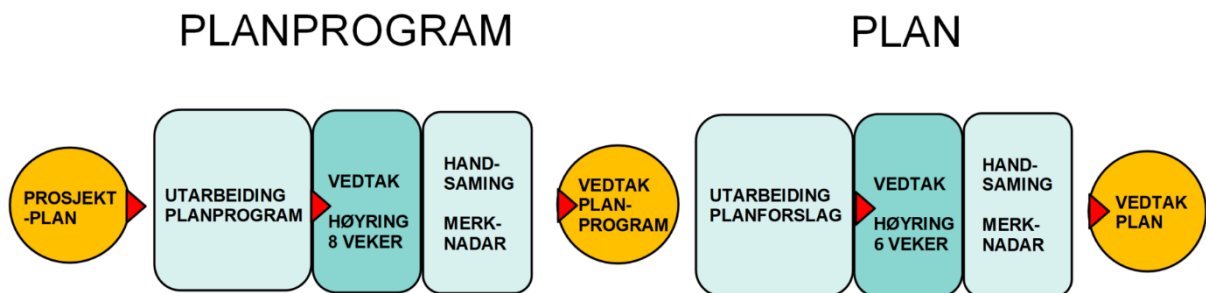 PLANPROGRAM
PLAN
PROSJEKT
-PLAN
UTARBEIDING
PLANPROGRAM
VEDTAK
HØYRING
8 VEKER
HAND-
SAMING
MERK-
NADAR
VEDTAK
PLAN-
PROGRAM
UTARBEIDING
PLANFORSLAG
VEDTAK
HØYRING
6 VEKER
HAND-
SAMING
MERK-
NADAR
VEDTAK
PLAN